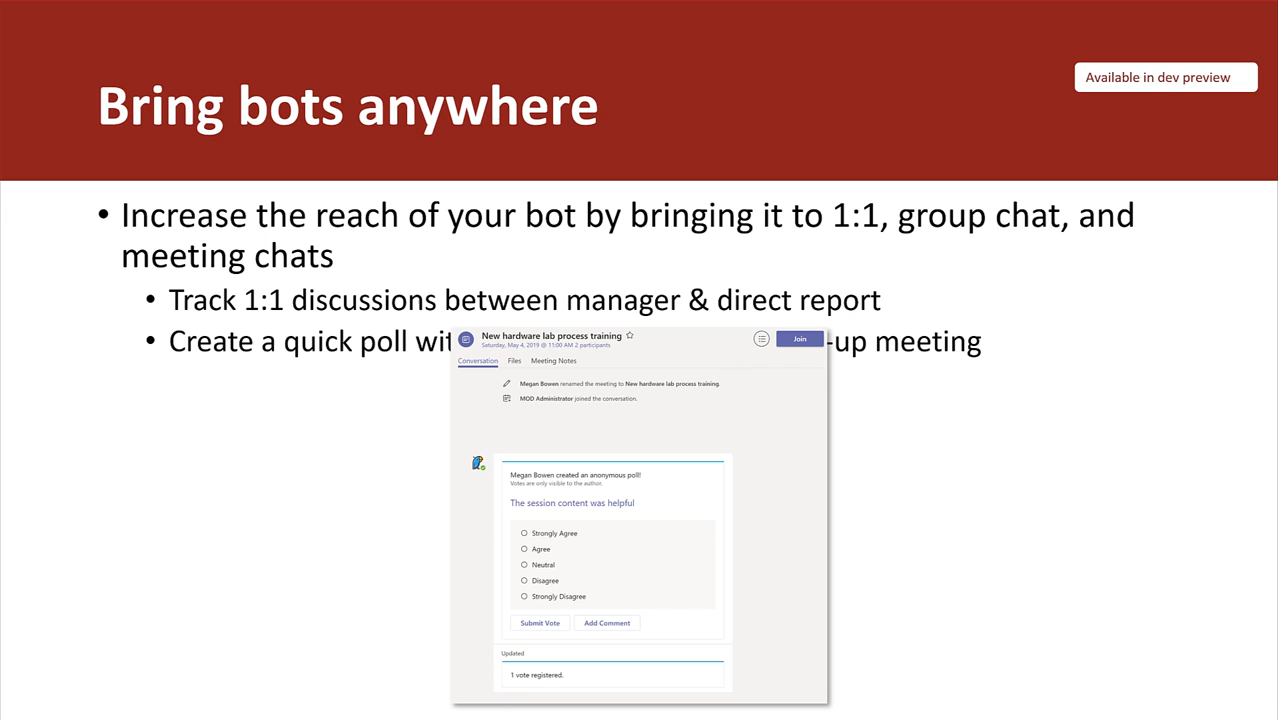 Bring bots anywhere
Available in dev preview
• Increase the reach of your bot by bringing it to 1:1, group chat, and
meeting chats
• Track 1:1 discussions between manager & direct report
• Create a quick poll -up meeting
New hardware lab process training
Saturday, May 4, 2019 @ 11:00 AM 2 participants
Join
Conversation Files Meeting Notes
Megan Bowen renamed the meeting to New hardware lab process training.
MOD Administrator joined the conversation.
Megan Bowen created an anonymous poll!
Votes are only visible to the author.
The session content was helpful
Strongly Agree
Agree
Neutral
Disagree
Strongly Disagree
Submit Vote Add Comment
Updated
1 vote registered.